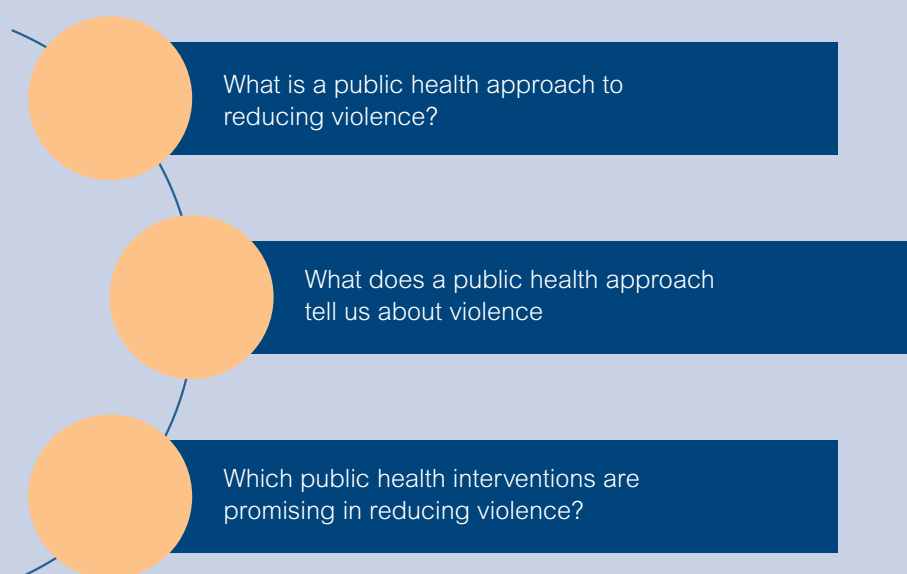 What is a public health approach to
reducing violence?
What does a public health approach
tell us about violence
Which public health interventions are
promising in reducing violence?